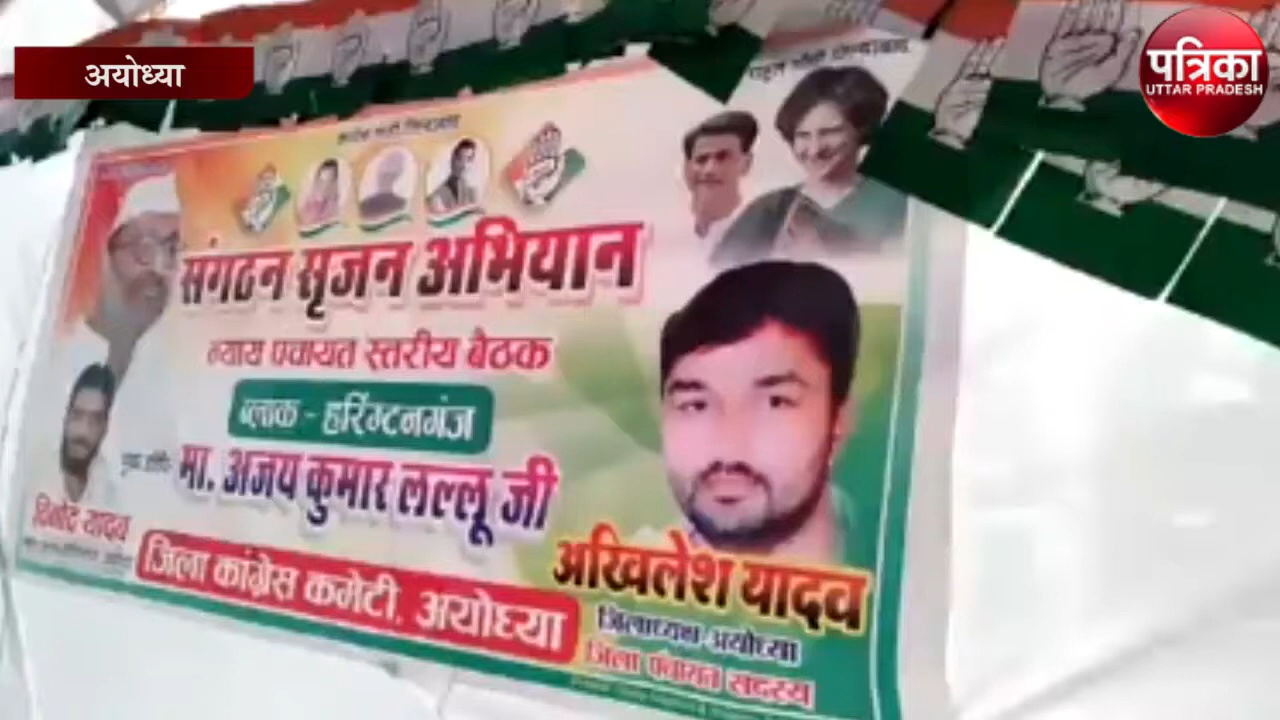 अयोध्या
पत्रिका
UTTAR PRADESH
संगठन सृजन अभियान
न्याय पंचायत स्तरीय बैठक
ब्लाक - हरिंग्टनगंज
मा. अजय कुमार लल्लू जी
विनोद यादव
अखिलेश यादव
जिला कांग्रेस कमेटी, अयोध्या
जिलाध्यक्ष-अयोध्या
जिला पंचायत सदस्य